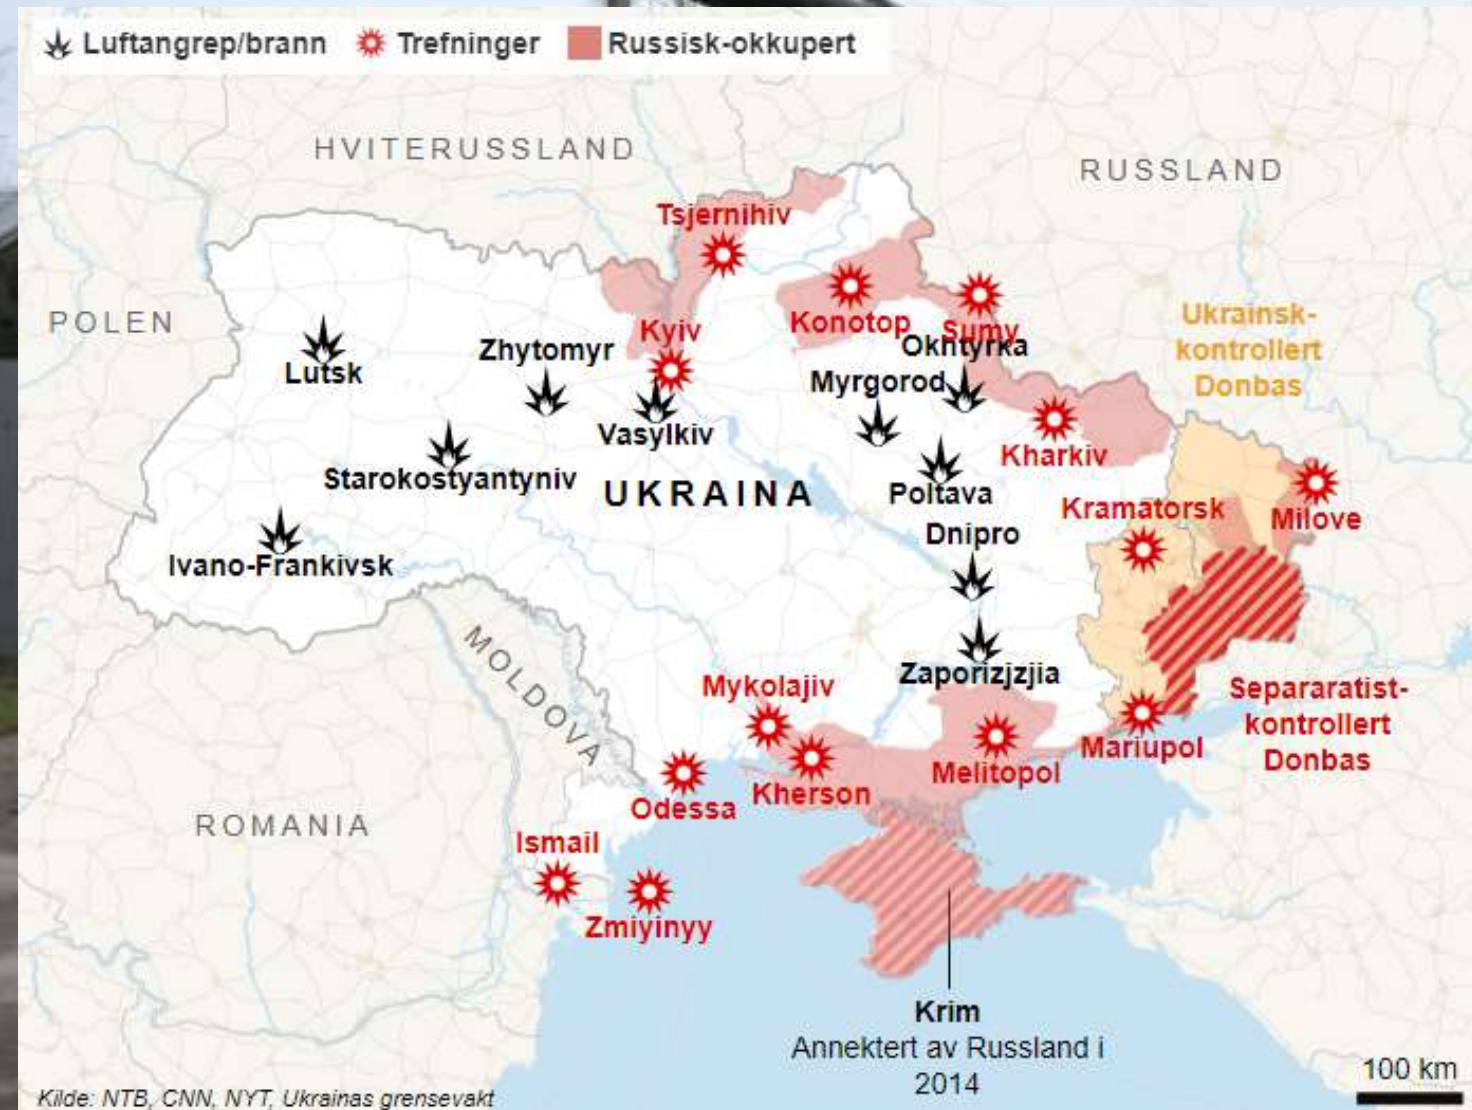 Luftangrep/brann Trefninger Russisk-okkupert
HVITERUSSLAND
RUSSLAND
Tsjernihiv
POLEN
Konotop
Sumy
Kyiv
Ukrainsk-
kontrollert
Donbas
Okhtyrka
Zhytomyr
Lutsk
Myrgorod
Vasylkiv
Kharkiv
Starokostyantyniv
UKRAINA
Poltava
Kramatorsk
Milove
Dnipro
Ivano-Frankivsk
MOLDOVA
Zaporizjzjia
Mykolajiv
Separaratist-
kontrollert
Donbas
Mariupol
Melitopol
Kherson
Odessa
ROMANIA
Ismail
Zmiyinyy
Krim
Annektert av Russland i
2014
100 km
Kilde: NTB, CNN, NYT, Ukrainas grensevakt